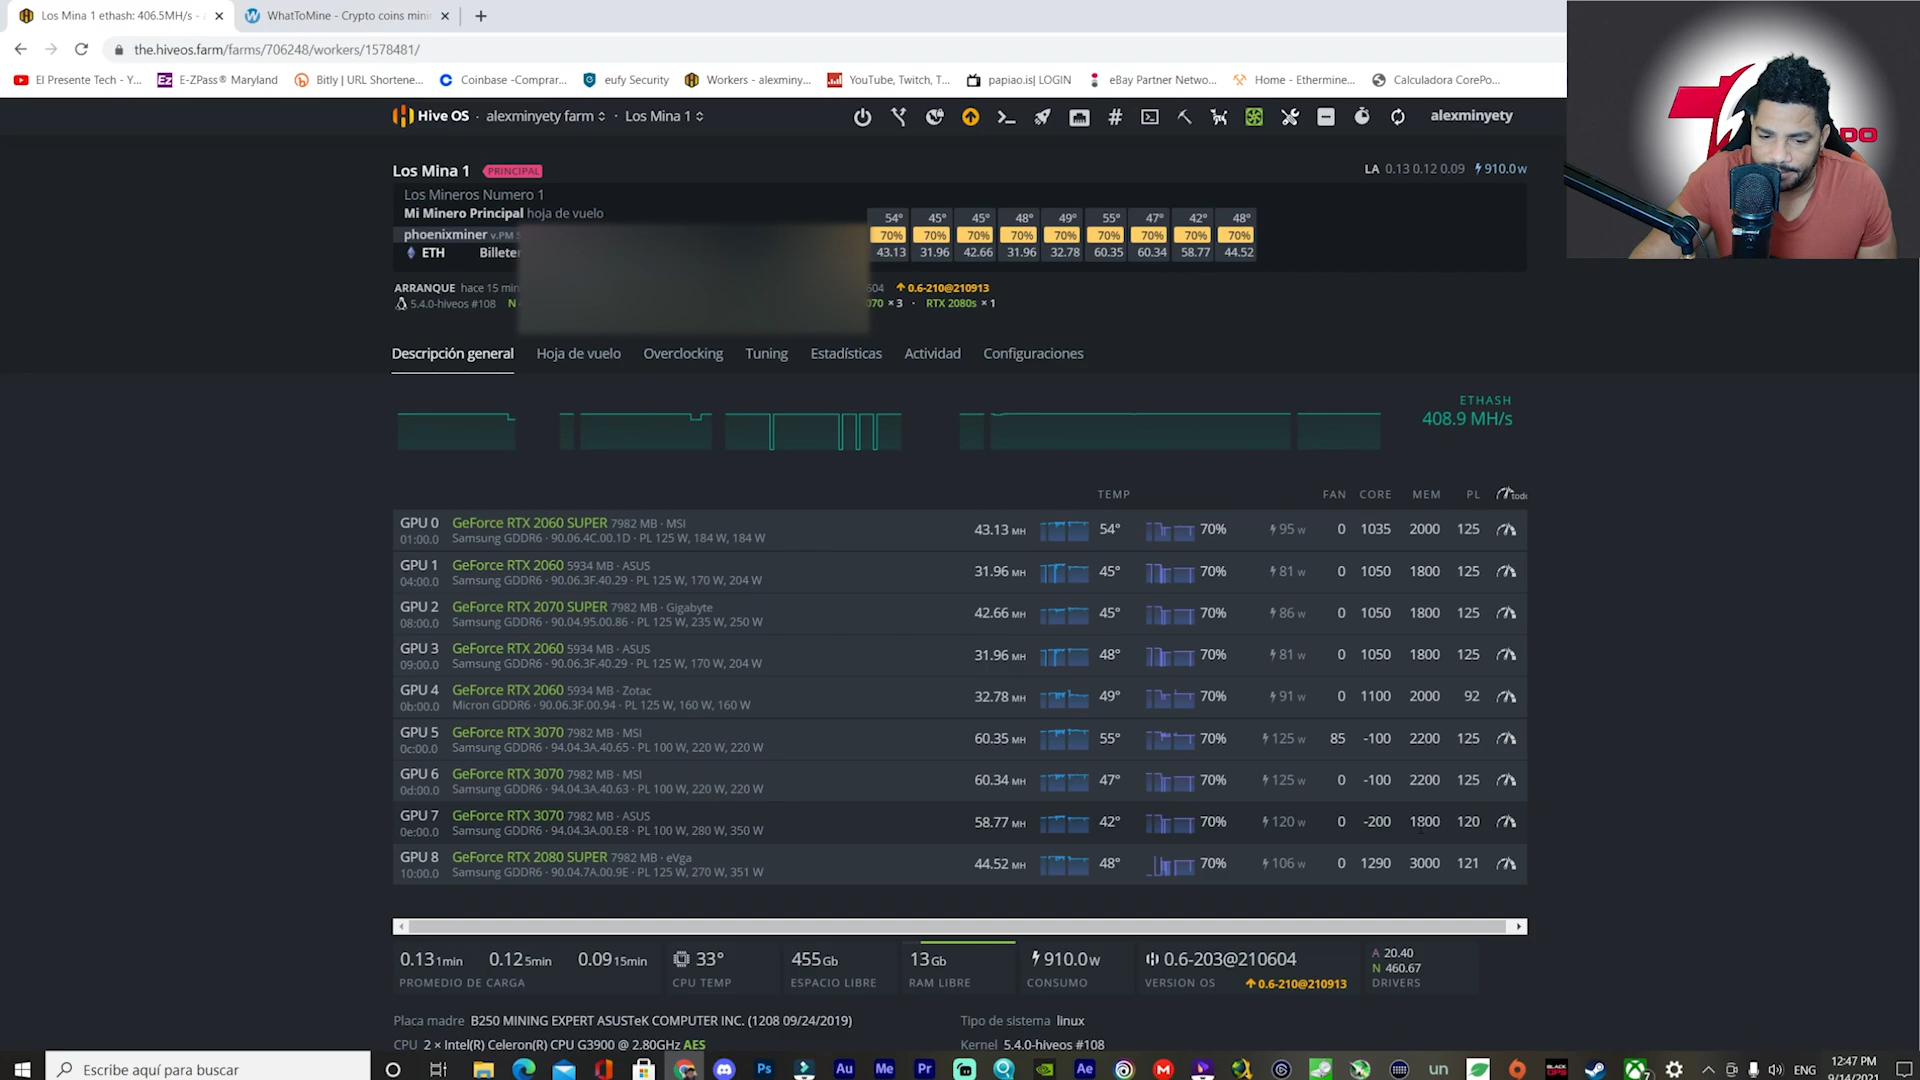 Los Mina 1 ethash: 406.5MH/s -
WhatToMine - Crypto coins mini
the.hiveos.farm/farms/706248/workers/1578481/
El Presente Tech - Y...
E-ZPass® Maryland
Bitly | URL Shortene...
Coinbase -Comprar...
eufy Security
Workers - alexminy...
YouTube, Twitch, T...
papiao.is| LOGIN
eBay Partner Netwo...
Home - Ethermine...
Calculadora CorePo...
Hive OS · alexminyety farm · Los Mina 1
alexminyety
Los Mina 1 PRINCIPAL
LA 0.13 0.12 0.09 910.0 w
Los Mineros Numero 1
Mi Minero Principal hoja de vuelo
54° 45° 45° 48° 49° 55° 47° 42° 48°
phoenixminer v.PM
70% 70% 70% 70% 70% 70% 70% 70% 70%
ETH Billeter
43.13 31.96 42.66 31.96 32.78 60.35 60.34 58.77 44.52
ARRANQUE hace 15 min
604 0.6-210@210913
5.4.0-hiveos #108 N
070 ×3 · RTX 2080s ×1
Descripción general Hoja de vuelo Overclocking Tuning Estadísticas Actividad Configuraciones
ETHASH
408.9 MH/s
TEMP FAN CORE MEM PL todo
GPU 0 GeForce RTX 2060 SUPER 7982 MB · MSI 43.13 MH 54° 70% 95 w 0 1035 2000 125
01:00.0 Samsung GDDR6 · 90.06.4C.00.1D · PL 125 W, 184 W, 184 W
GPU 1 GeForce RTX 2060 5934 MB · ASUS 31.96 MH 45° 70% 81 w 0 1050 1800 125
04:00.0 Samsung GDDR6 · 90.06.3F.40.29 · PL 125 W, 170 W, 204 W
GPU 2 GeForce RTX 2070 SUPER 7982 MB · Gigabyte 42.66 MH 45° 70% 86 w 0 1050 1800 125
08:00.0 Samsung GDDR6 · 90.04.95.00.86 · PL 125 W, 235 W, 250 W
GPU 3 GeForce RTX 2060 5934 MB · ASUS 31.96 MH 48° 70% 81 w 0 1050 1800 125
09:00.0 Samsung GDDR6 · 90.06.3F.40.29 · PL 125 W, 170 W, 204 W
GPU 4 GeForce RTX 2060 5934 MB · Zotac 32.78 MH 49° 70% 91 w 0 1100 2000 92
0b:00.0 Micron GDDR6 · 90.06.3F.00.94 · PL 125 W, 160 W, 160 W
GPU 5 GeForce RTX 3070 7982 MB · MSI 60.35 MH 55° 70% 125 w 85 -100 2200 125
0c:00.0 Samsung GDDR6 · 94.04.3A.40.65 · PL 100 W, 220 W, 220 W
GPU 6 GeForce RTX 3070 7982 MB · MSI 60.34 MH 47° 70% 125 w 0 -100 2200 125
0d:00.0 Samsung GDDR6 · 94.04.3A.40.63 · PL 100 W, 220 W, 220 W
GPU 7 GeForce RTX 3070 7982 MB · ASUS 58.77 MH 42° 70% 120 w 0 -200 1800 120
0e:00.0 Samsung GDDR6 · 94.04.3A.00.E8 · PL 100 W, 280 W, 350 W
GPU 8 GeForce RTX 2080 SUPER 7982 MB · eVga 44.52 MH 48° 70% 106 w 0 1290 3000 121
10:00.0 Samsung GDDR6 · 90.04.7A.00.9E · PL 125 W, 270 W, 351 W
0.13 1min 0.12 5min 0.09 15min
33°
455Gb
13Gb
910.0w
0.6-203@210604
A 20.40
N 460.67
PROMEDIO DE CARGA CPU TEMP ESPACIO LIBRE RAM LIBRE CONSUMO VERSION OS 0.6-210@210913 DRIVERS
Placa madre B250 MINING EXPERT ASUSTeK COMPUTER INC. (1208 09/24/2019)
Tipo de sistema linux
CPU 2 × Intel(R) Celeron(R) CPU G3900 @ 2.80GHz AES
Kernel 5.4.0-hiveos #108
Escribe aquí para buscar
ENG
12:47 PM
9/14/2021